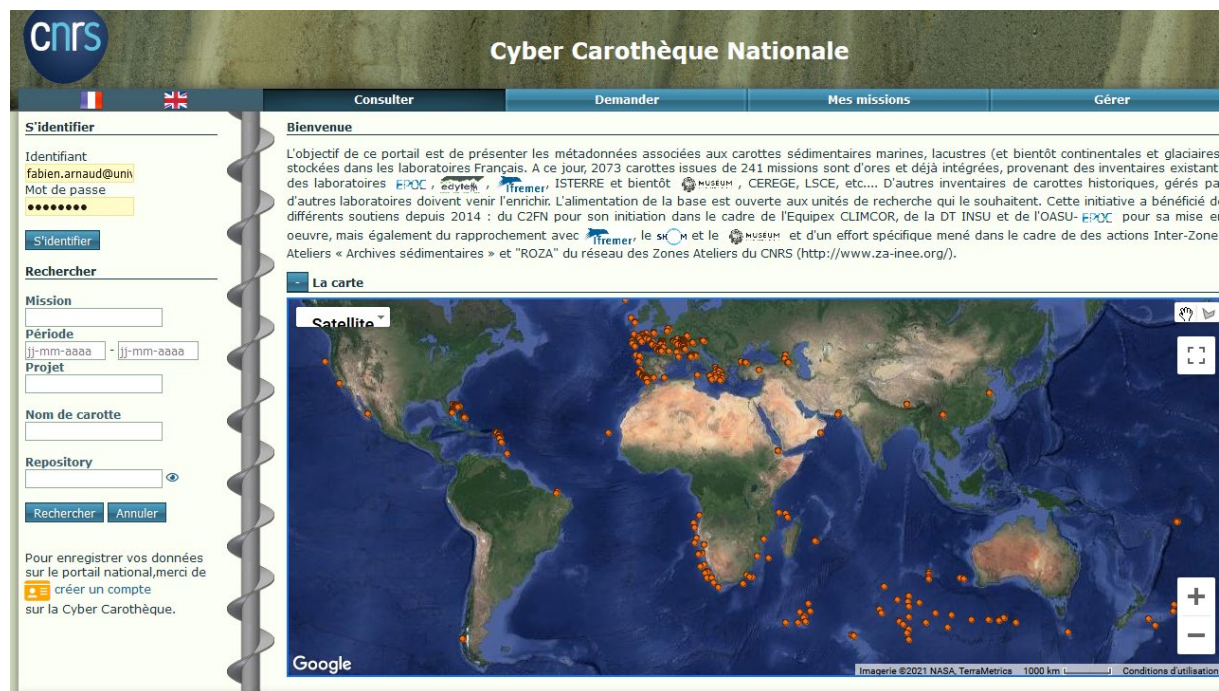 cnrs
Cyber Carothèque Nationale
Consulter
Demander
Mes missions
Gérer
S'identifier
Identifiant
fabien.arnaud@univ
Mot de passe
S'identifier
Rechercher
Mission
Période
jj-mm-aaaa - jj-mm-aaaa
Projet
Nom de carotte
Repository
Rechercher Annuler
Pour enregistrer vos données
sur le portail national,merci de
créer un compte
sur la Cyber Carothèque.
Bienvenue
L'objectif de ce portail est de présenter les métadonnées associées aux carottes sédimentaires marines, lacustres (et bientôt continentales et glaciaires
stockées dans les laboratoires Français. A ce jour, 2073 carottes issues de 241 missions sont d'ores et déjà intégrées, provenant des inventaires existant
des laboratoires EPOC , edytem , Ifremer, ISTERRE et bientôt MUSEUM , CEREGE, LSCE, etc.... D'autres inventaires de carottes historiques, gérés pa
d'autres laboratoires doivent venir l'enrichir. L'alimentation de la base est ouverte aux unités de recherche qui le souhaitent. Cette initiative a bénéficié de
différents soutiens depuis 2014 : du C2FN pour son initiation dans le cadre de l'Equipex CLIMCOR, de la DT INSU et de l'OASU- EPOC pour sa mise en
oeuvre, mais également du rapprochement avec Ifremer, le SHOM et le MUSEUM et d'un effort spécifique mené dans le cadre de des actions Inter-Zone
Ateliers « Archives sédimentaires » et "ROZA" du réseau des Zones Ateliers du CNRS (http://www.za-inee.org/).
- La carte
Satellite
Google
Imagerie ©2021 NASA, TerraMetrics 1000 km Conditions d'utilisation